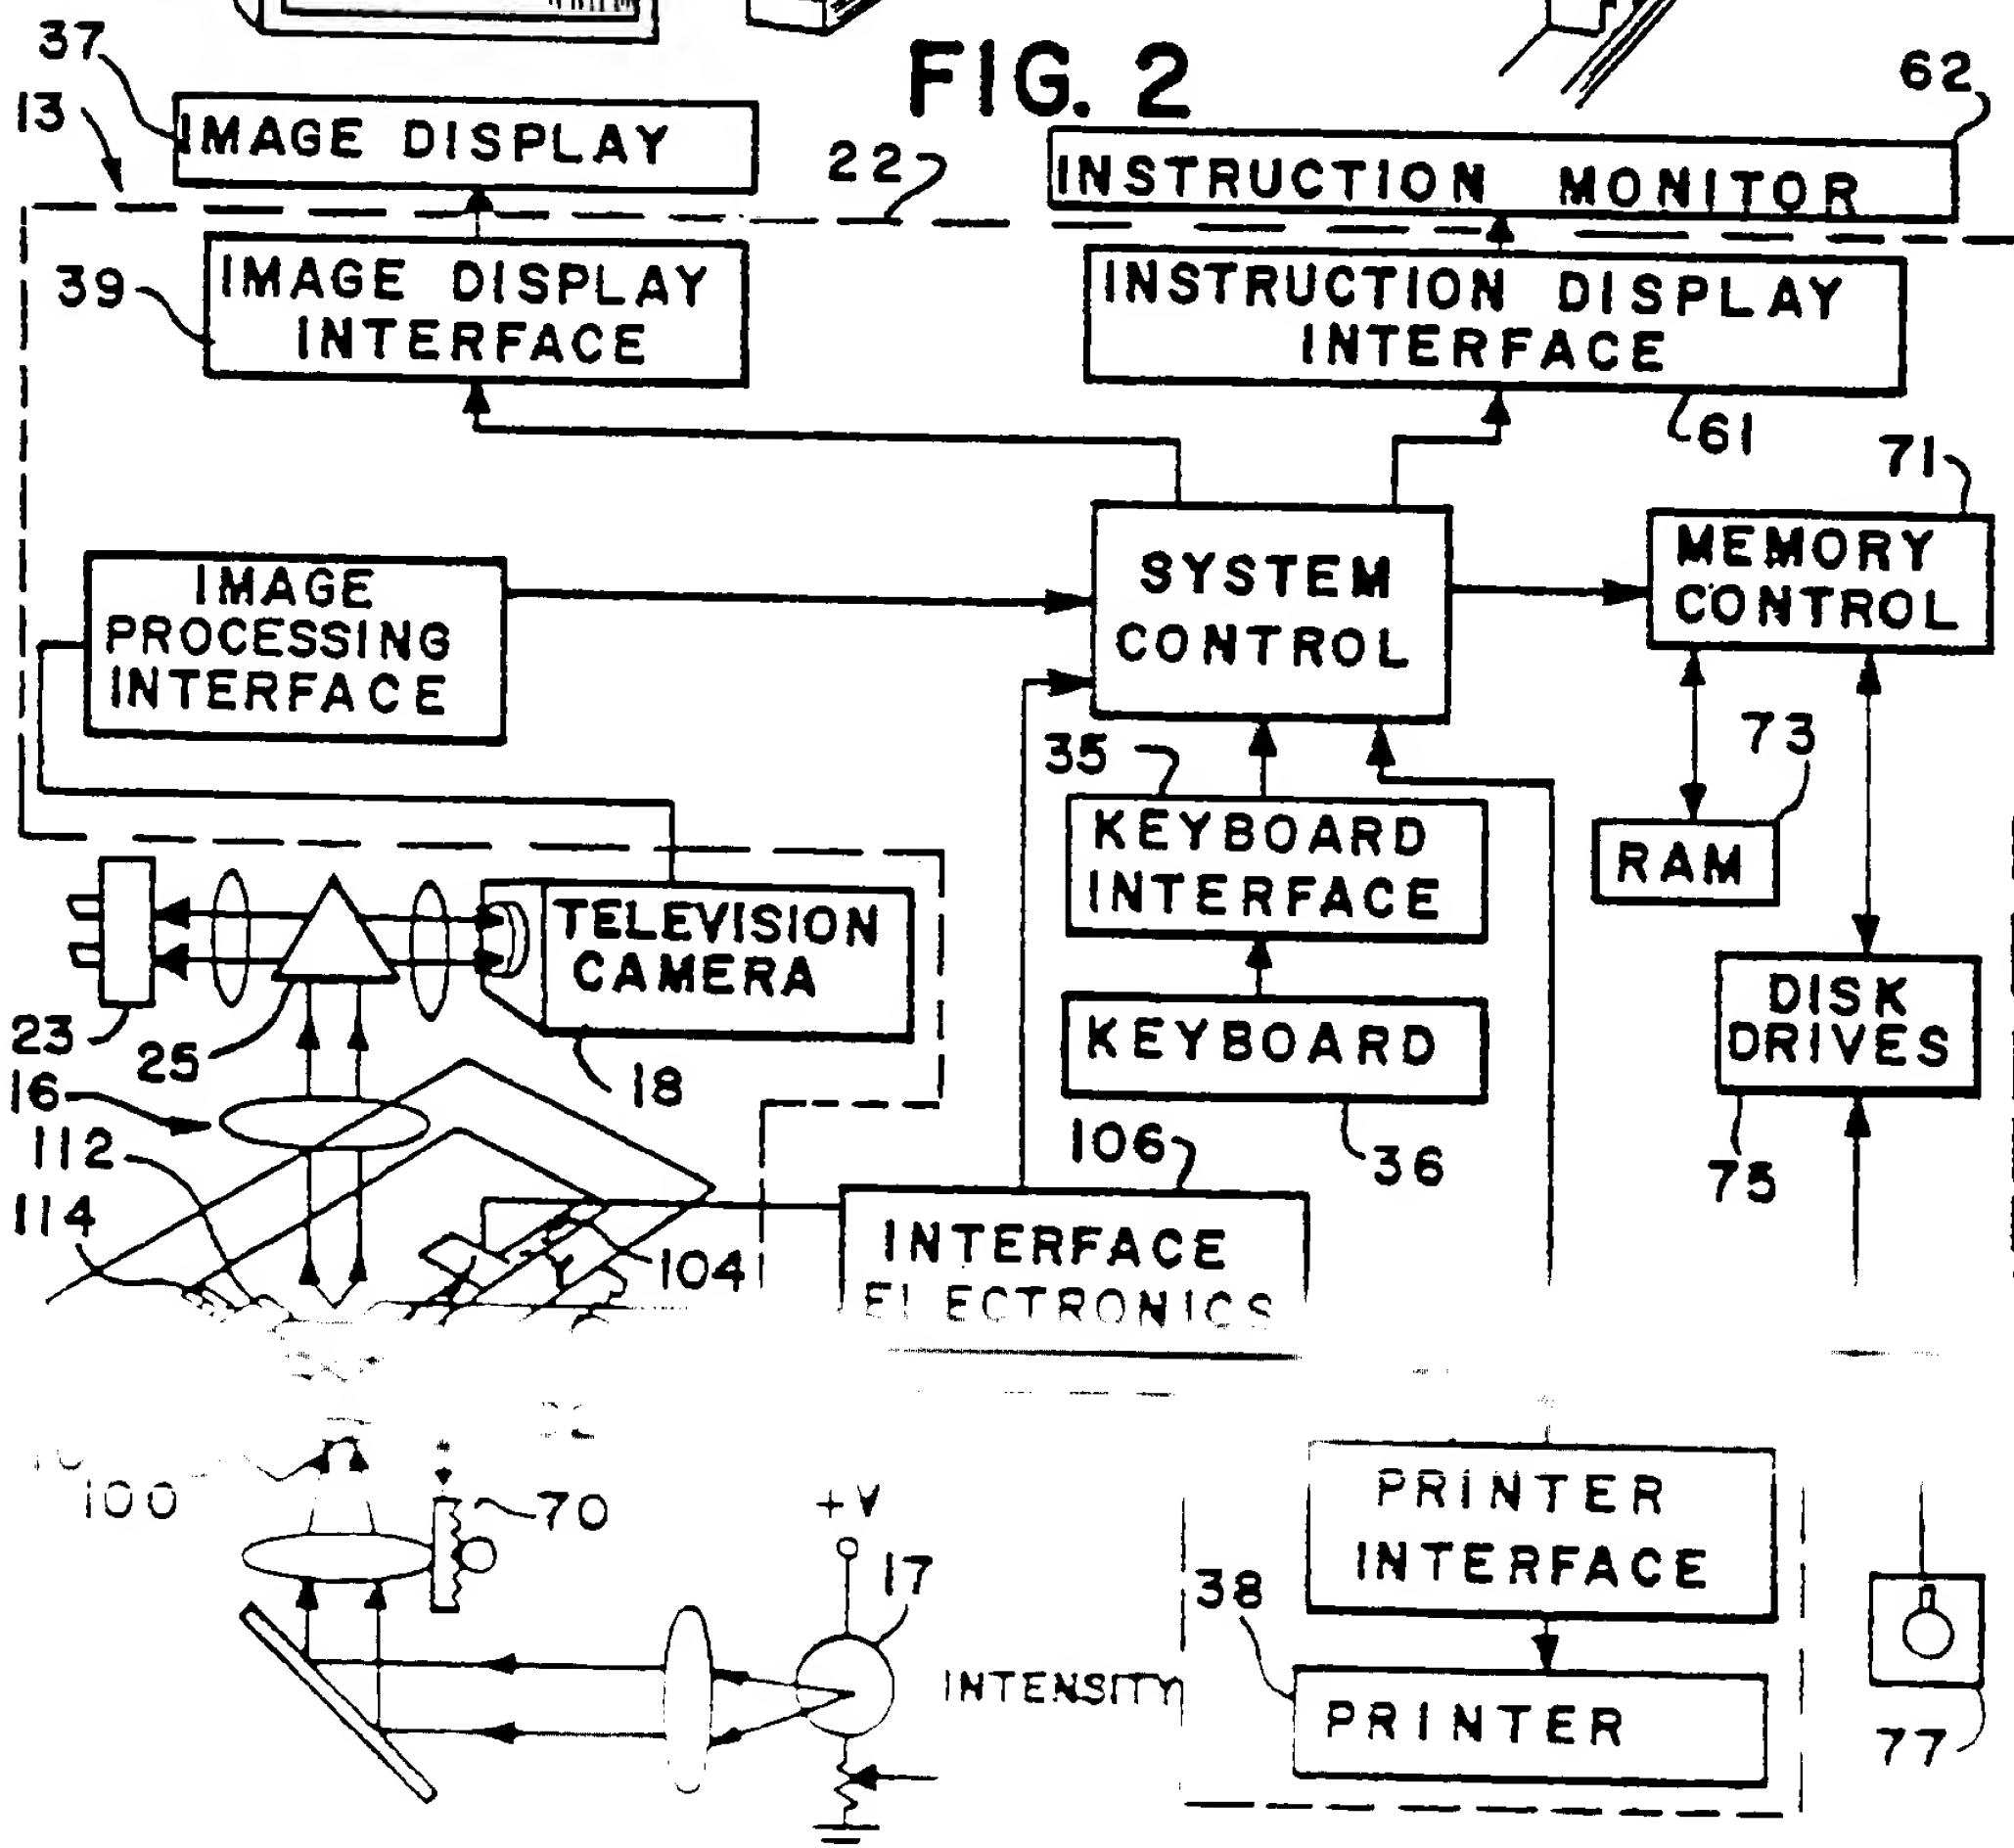 37
FIG. 2
62
13
IMAGE DISPLAY
22
INSTRUCTION MONITOR
39
IMAGE DISPLAY
INTERFACE
INSTRUCTION DISPLAY
INTERFACE
61
71
IMAGE
PROCESSING
INTERFACE
SYSTEM
CONTROL
MEMORY
CONTROL
35
73
KEYBOARD
INTERFACE
RAM
TELEVISION
CAMERA
DISK
DRIVES
KEYBOARD
23
25
18
16
112
106
36
75
114
104
INTERFACE
ELECTRONICS
100
70
+V
PRINTER
INTERFACE
17
38
INTENSITY
PRINTER
77